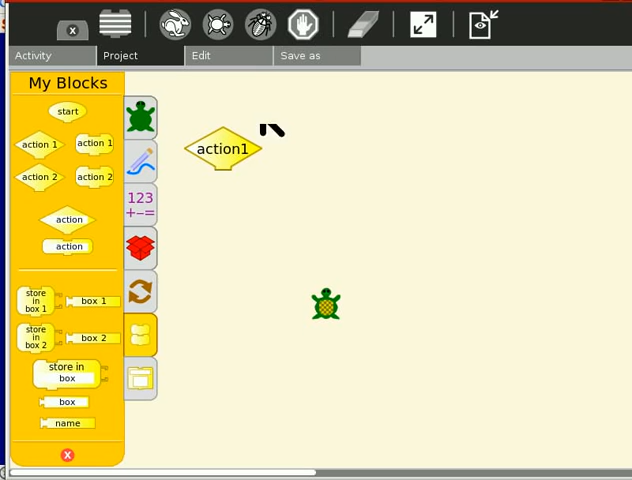 Activity
Project
Edit
Save as
My Blocks
start
action 1
action 1
action 2
action 2
action
action
store
in
box 1
box 1
store
in
box 2
box 2
store in
box
box
name
123
+-=
action1